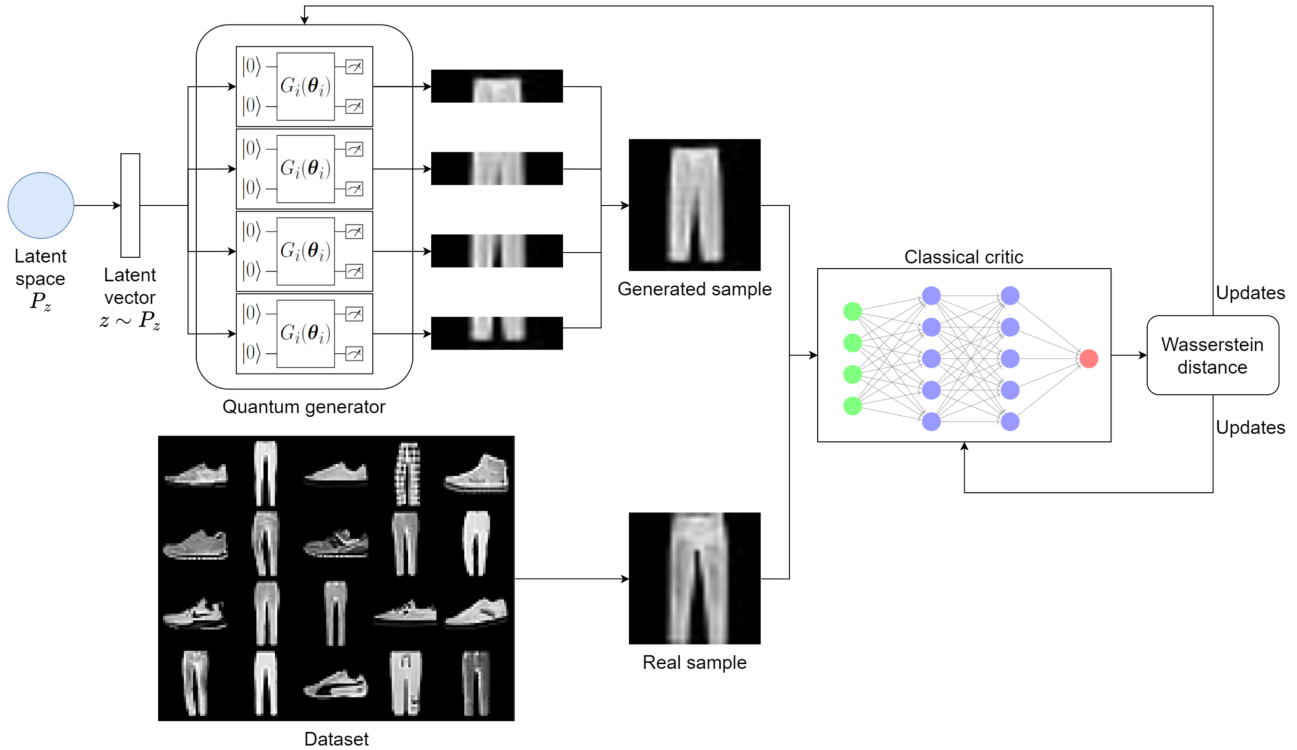 |0⟩
G_i(θ_i)
|0⟩
|0⟩
G_i(θ_i)
|0⟩
|0⟩
G_i(θ_i)
|0⟩
|0⟩
G_i(θ_i)
|0⟩
Latent
space
P_z
Latent
vector
z ∼ P_z
Quantum generator
Generated sample
Classical critic
Updates
Wasserstein
distance
Updates
Real sample
Dataset